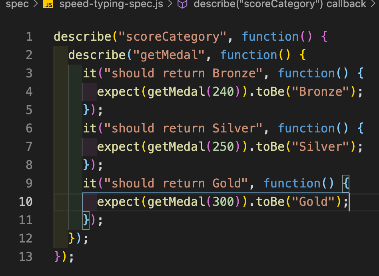 spec > JS speed-typing-spec.js > describe("scoreCategory") callback >
1 describe("scoreCategory", function() {
2 describe("getMedal", function() {
3 it("should return Bronze", function() {
4 expect(getMedal(240)).toBe("Bronze");
5 });
6 it("should return Silver", function() {
7 expect(getMedal(250)).toBe("Silver");
8 });
9 it("should return Gold", function() {
10 expect(getMedal(300)).toBe("Gold");
11 });
12 });
13 });